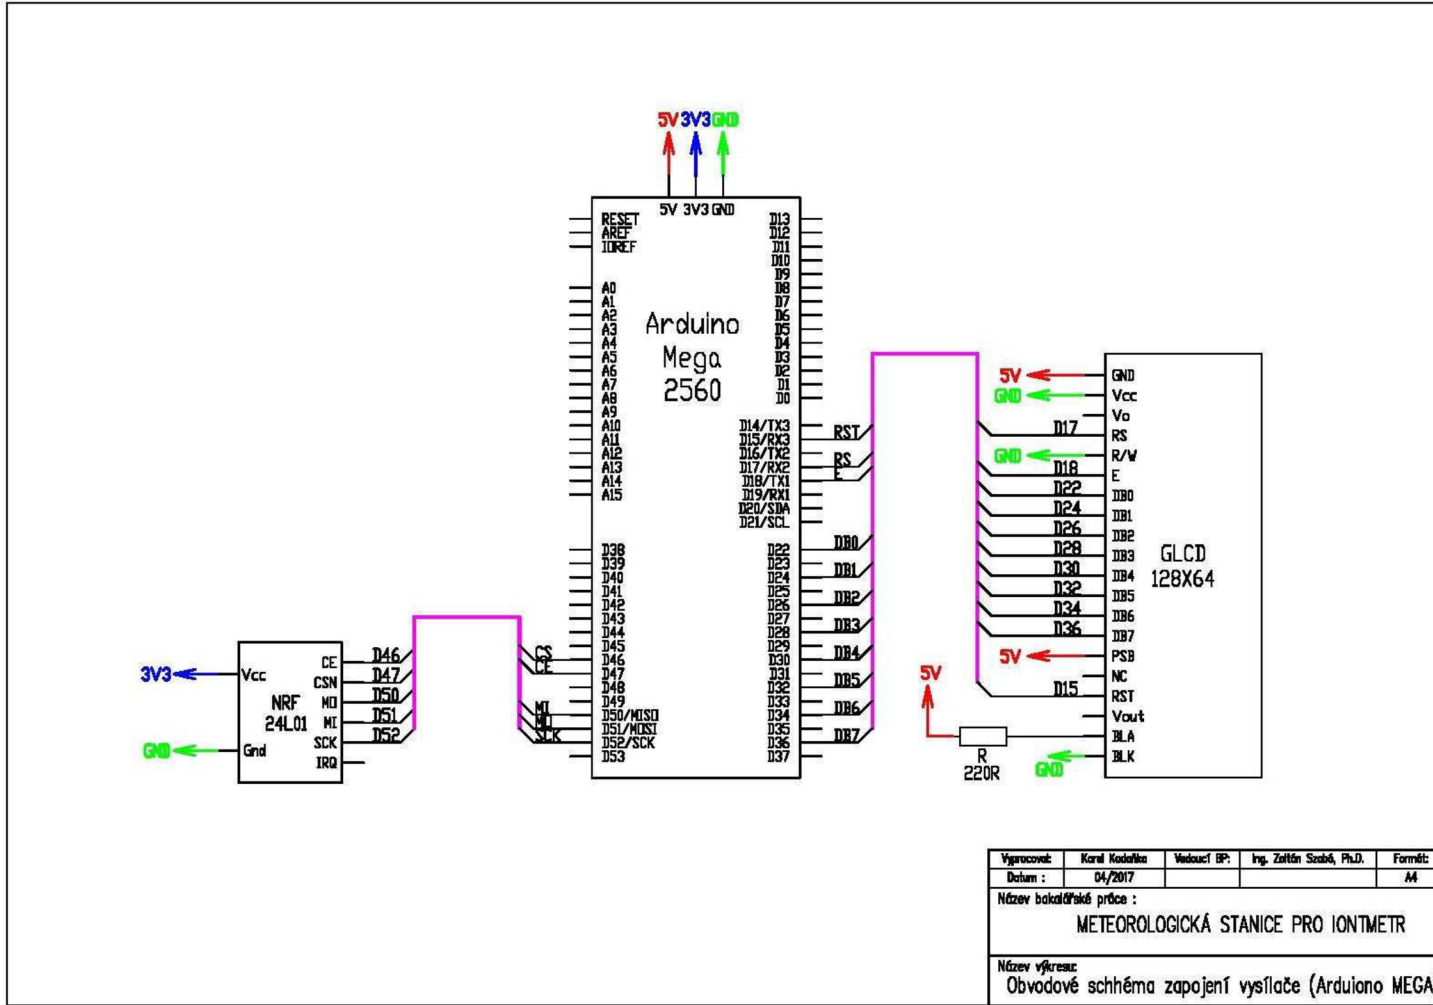 5V 3V3 GND
5V 3V3 GND
RESET
AREF
IOREF
A0
A1
A2
A3
A4
A5
A6
A7
A8
A9
A10
A11
A12
A13
A14
A15
D38
D39
D40
D41
D42
D43
D44
D45
D46
D47
D48
D49
D50/MISO
D51/MOSI
D52/SCK
D53
Arduino
Mega
2560
D13
D12
D11
D10
D9
D8
D7
D6
D5
D4
D3
D2
D1
D0
D14/TX3
D15/RX3
D16/TX2
D17/RX2
D18/TX1
D19/RX1
D20/SDA
D21/SCL
D22
D23
D24
D25
D26
D27
D28
D29
D30
D31
D32
D33
D34
D35
D36
D37
RST
RS
E
DB0
DB1
DB2
DB3
DB4
DB5
DB6
DB7
CS
CE
MI
MO
SCK
3V3
GND
Vcc
Gnd
NRF
24L01
CE
CSN
MO
MI
SCK
IRQ
D46
D47
D50
D51
D52
5V
GND
D17
GND
D18
D22
D24
D26
D28
D30
D32
D34
D36
5V
D15
5V
R
220R
GND
GND
Vcc
Vo
RS
R/W
E
DB0
DB1
DB2
DB3
DB4
DB5
DB6
DB7
PSB
NC
RST
Vout
BLA
BLK
GLCD
128X64
Vypracoval: Karel Kodaňka Vedoucí BP: Ing. Zoltán Szabó, Ph.D. Formát:
Datum : 04/2017 A4
Název bakalářské práce :
METEOROLOGICKÁ STANICE PRO IONTMETR
Název výkresu:
Obvodové schhéma zapojení vysílače (Arduiono MEGA